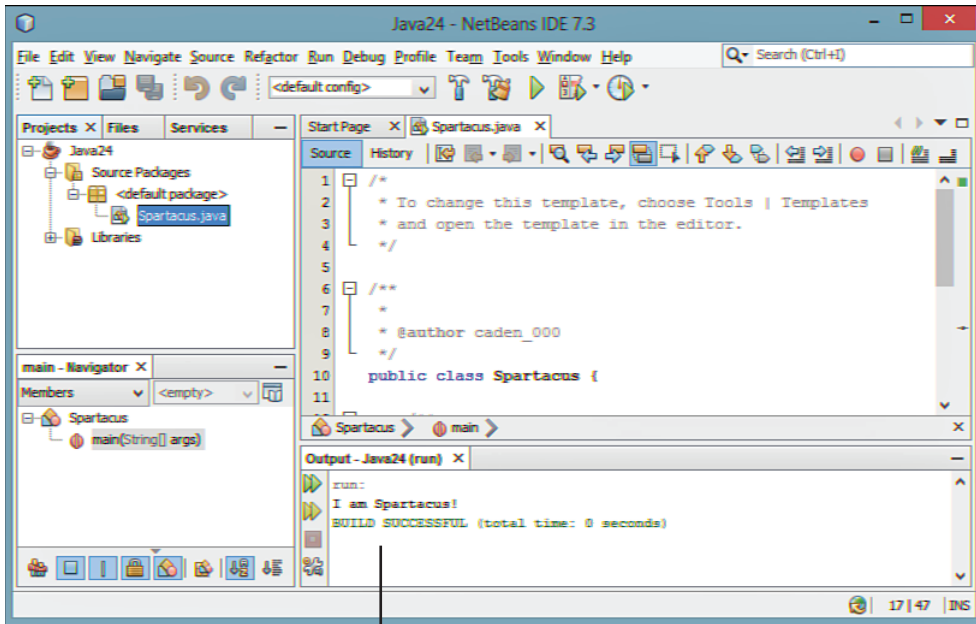 Java24 - NetBeans IDE 7.3
File Edit View Navigate Source Refactor Run Debug Profile Team Tools Window Help
Search (Ctrl+I)
<default config>
Projects Files Services
Java24
Source Packages
<default package>
Spartacus.java
Libraries
Start Page Spartacus.java
Source History
1 /*
2 * To change this template, choose Tools | Templates
3 * and open the template in the editor.
4 */
5
6 /**
7 *
8 * @author caden_000
9 */
10 public class Spartacus {
11
Spartacus main
main - Navigator
Members <empty>
Spartacus
main(String[] args)
Output - Java24 (run)
run:
I am Spartacus!
BUILD SUCCESSFUL (total time: 0 seconds)
17|47 INS